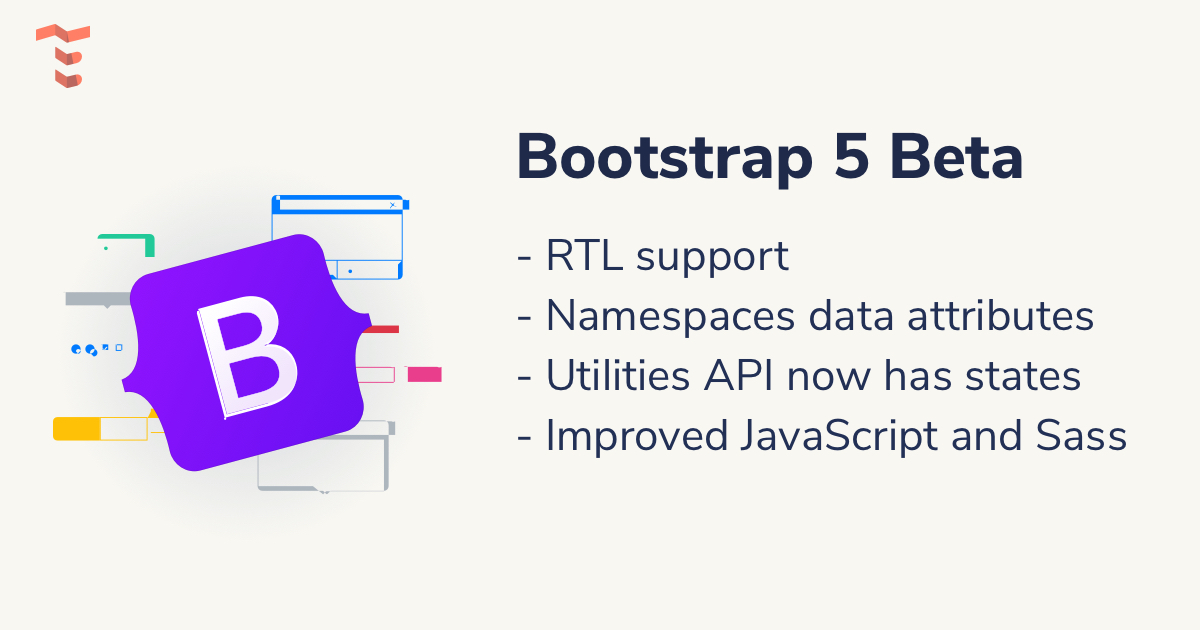 Bootstrap 5 Beta
- RTL support
- Namespaces data attributes
B
- Utilities API now has states
- Improved JavaScript and Sass